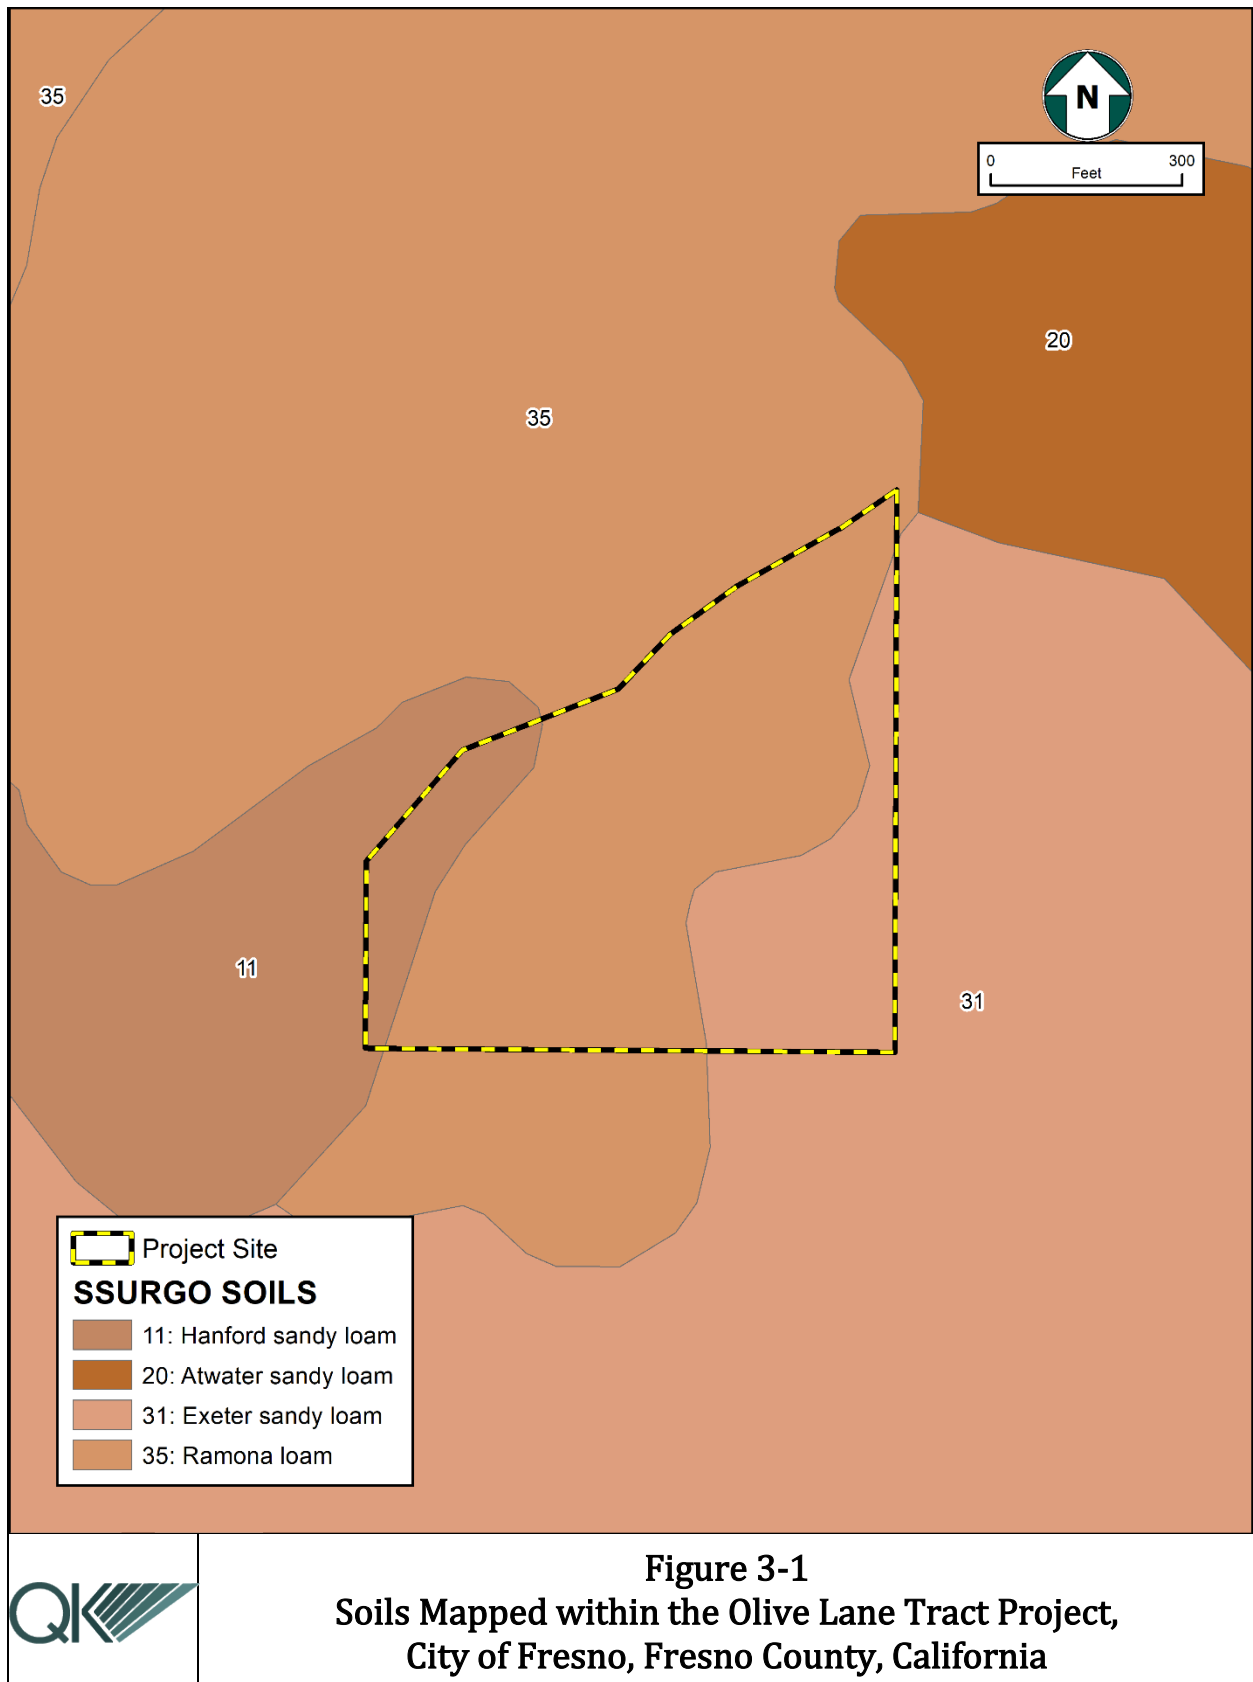 35
N
0 300
Feet
20
35
11
31
Project Site
SSURGO SOILS
11: Hanford sandy loam
20: Atwater sandy loam
31: Exeter sandy loam
35: Ramona loam
QK
Figure 3-1
Soils Mapped within the Olive Lane Tract Project,
City of Fresno, Fresno County, California